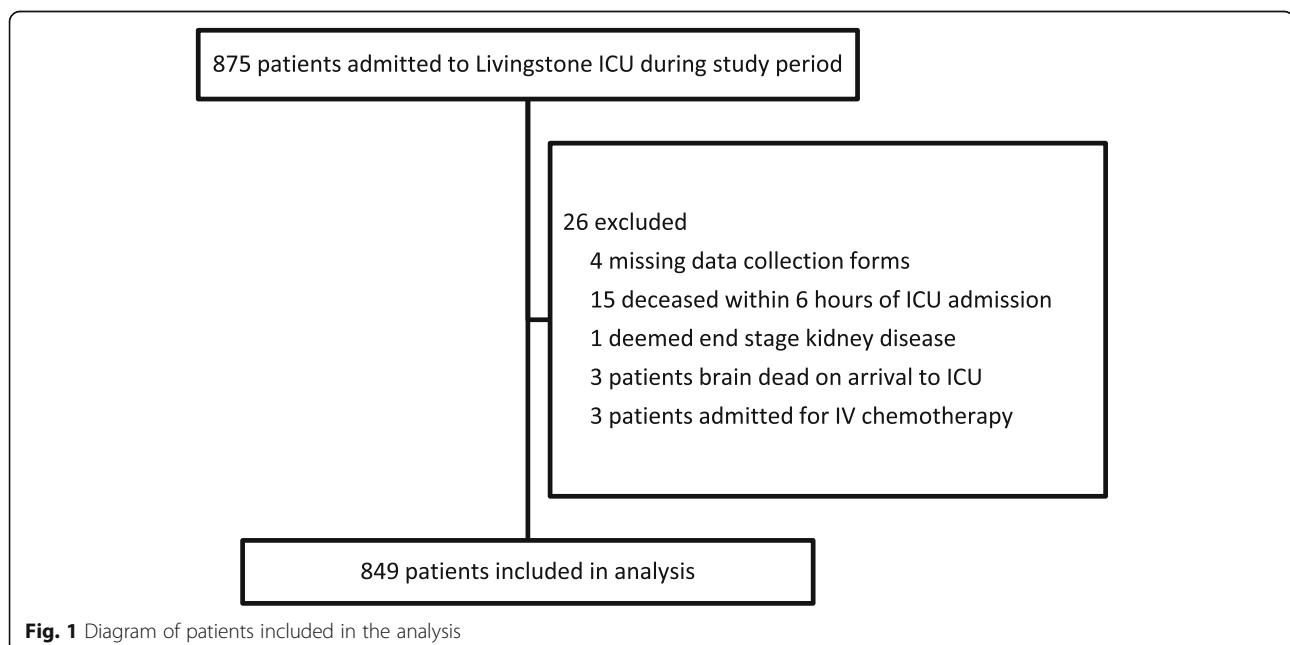 875 patients admitted to Livingstone ICU during study period
26 excluded
4 missing data collection forms
15 deceased within 6 hours of ICU admission
1 deemed end stage kidney disease
3 patients brain dead on arrival to ICU
3 patients admitted for IV chemotherapy
849 patients included in analysis
Fig. 1 Diagram of patients included in the analysis